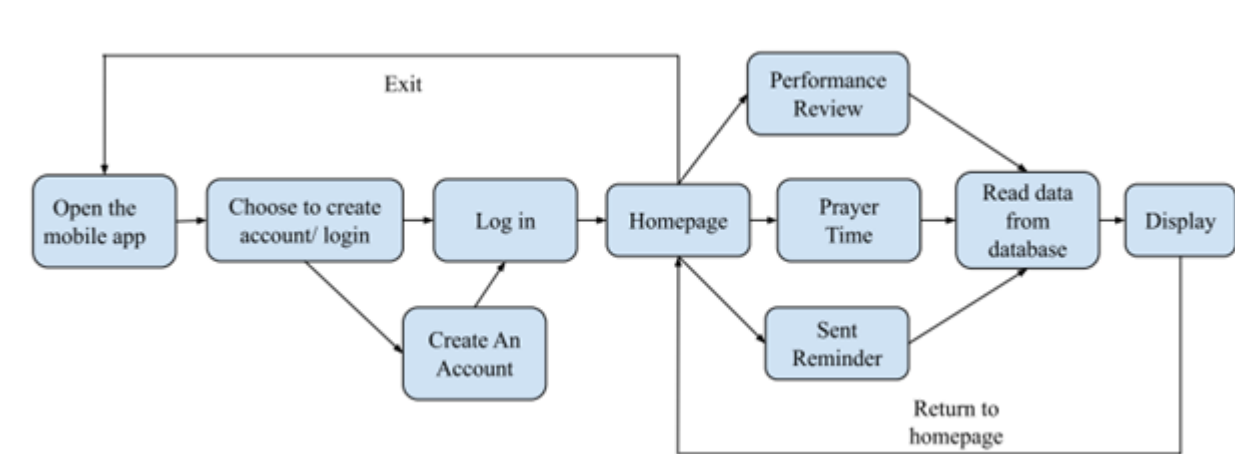 Exit
Open the
mobile app
Choose to create
account/ login
Log in
Create An
Account
Homepage
Performance
Review
Prayer
Time
Sent
Reminder
Read data
from
database
Display
Return to
homepage